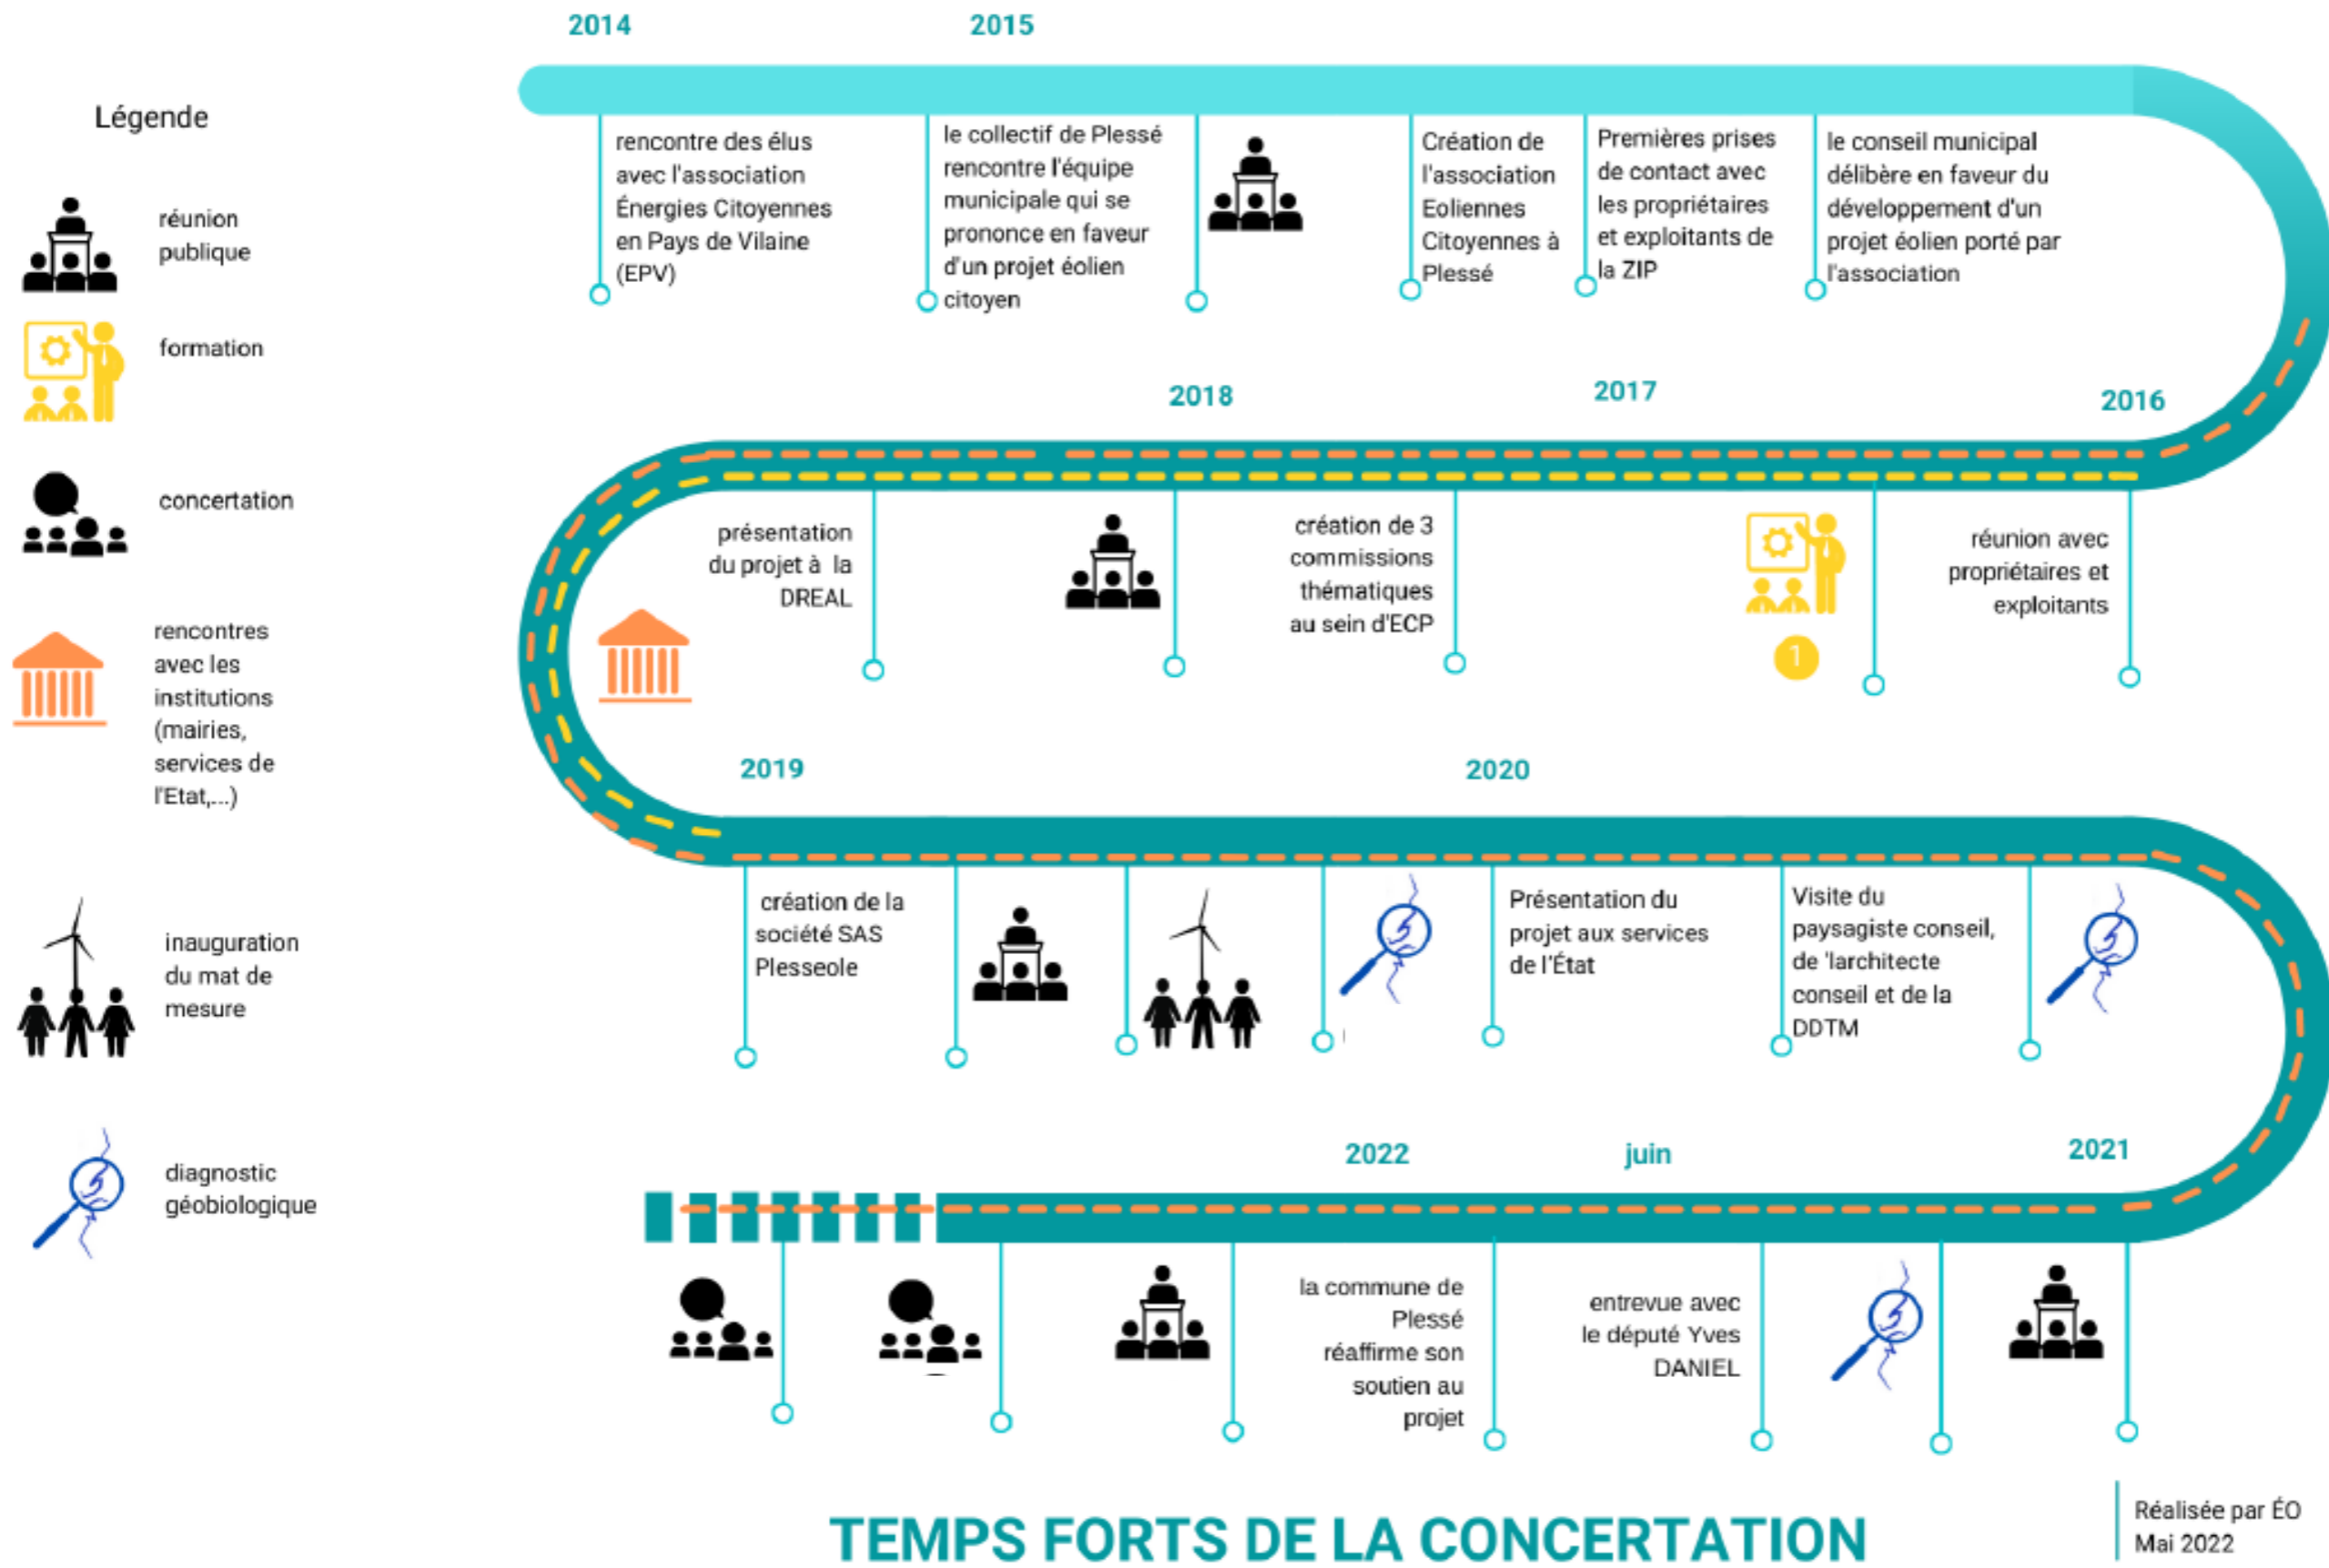 2014
2015
Légende
réunion
publique
formation
concertation
rencontres
avec les
institutions
(mairies,
services de
l'Etat,...)
inauguration
du mat de
mesure
diagnostic
géobiologique
rencontre des élus
avec l'association
Énergies Citoyennes
en Pays de Vilaine
(EPV)
le collectif de Plessé
rencontre l'équipe
municipale qui se
prononce en faveur
d'un projet éolien
citoyen
Création de
l'association
Eoliennes
Citoyennes à
Plessé
Premières prises
de contact avec
les propriétaires
et exploitants de
la ZIP
le conseil municipal
délibère en faveur du
développement d'un
projet éolien porté par
l'association
2018
2017
2016
présentation
du projet à la
DREAL
création de 3
commissions
thématiques
au sein d'ECP
1
réunion avec
propriétaires et
exploitants
2019
2020
création de la
société SAS
Plesseole
Présentation du
projet aux services
de l'État
Visite du
paysagiste conseil,
de 'larchitecte
conseil et de la
DDTM
2022
juin
2021
la commune de
Plessé
réaffirme son
soutien au
projet
entrevue avec
le député Yves
DANIEL
TEMPS FORTS DE LA CONCERTATION
Réalisée par ÉO
Mai 2022